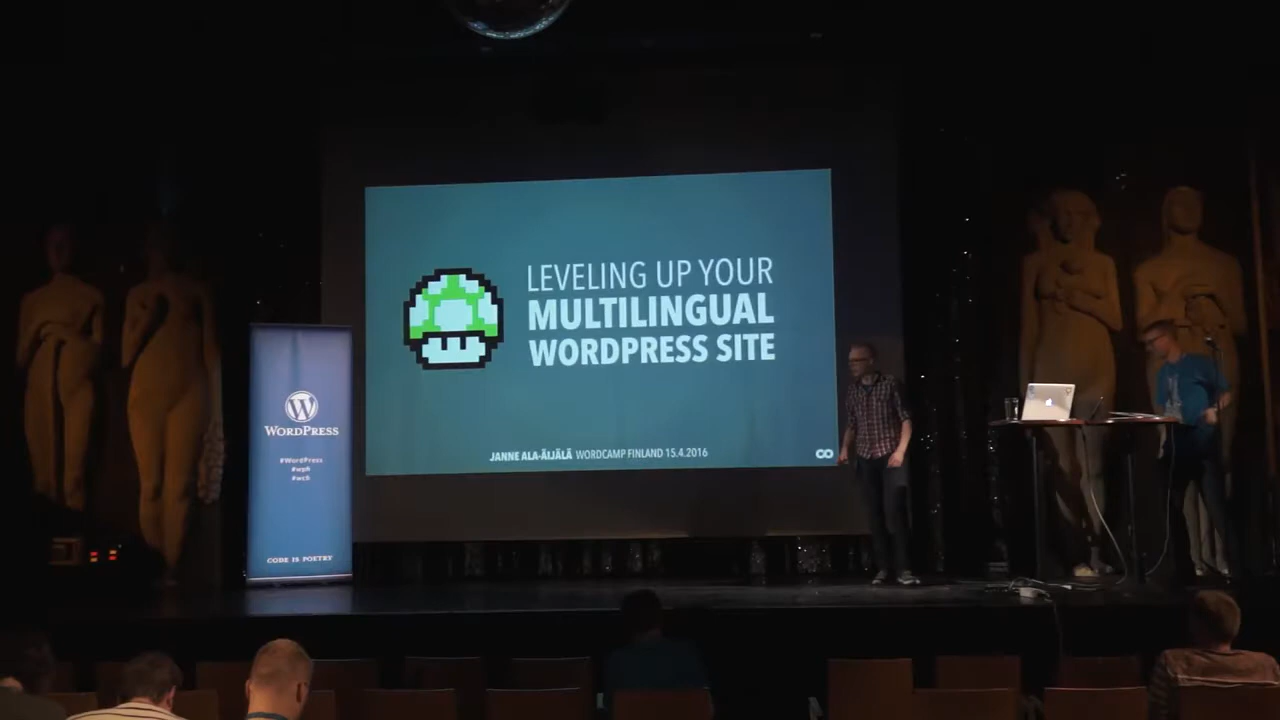 LEVELING UP YOUR
MULTILINGUAL
WORDPRESS SITE
JANNE ALA-ÄIJÄLÄ WORDCAMP FINLAND 15.4.2016
WORDPRESS
#WordPress
#wpfi
#wcfi
CODE IS POETRY